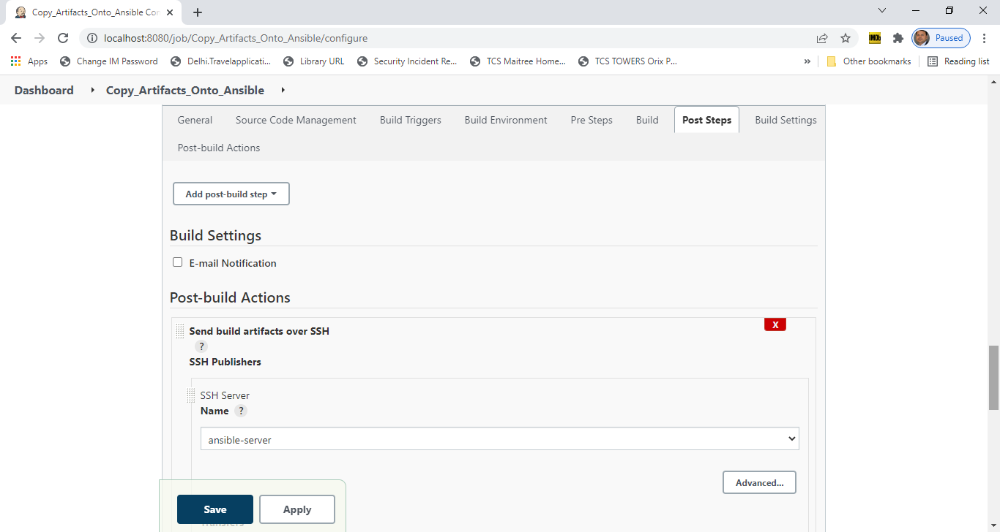 Copy_Artifacts_Onto_Ansible Con
localhost:8080/job/Copy_Artifacts_Onto_Ansible/configure
IMDb
Paused
Apps
Change IM Password
Delhi.Travelapplicati...
Library URL
Security Incident Re...
TCS Maitree Home...
TCS TOWERS Orix P...
»
Other bookmarks
Reading list
Dashboard
Copy_Artifacts_Onto_Ansible
General
Source Code Management
Build Triggers
Build Environment
Pre Steps
Build
Post Steps
Build Settings
Post-build Actions
Add post-build step
Build Settings
E-mail Notification
Post-build Actions
X
Send build artifacts over SSH
?
SSH Publishers
SSH Server
Name ?
ansible-server
Advanced...
Save
Apply
Transfers